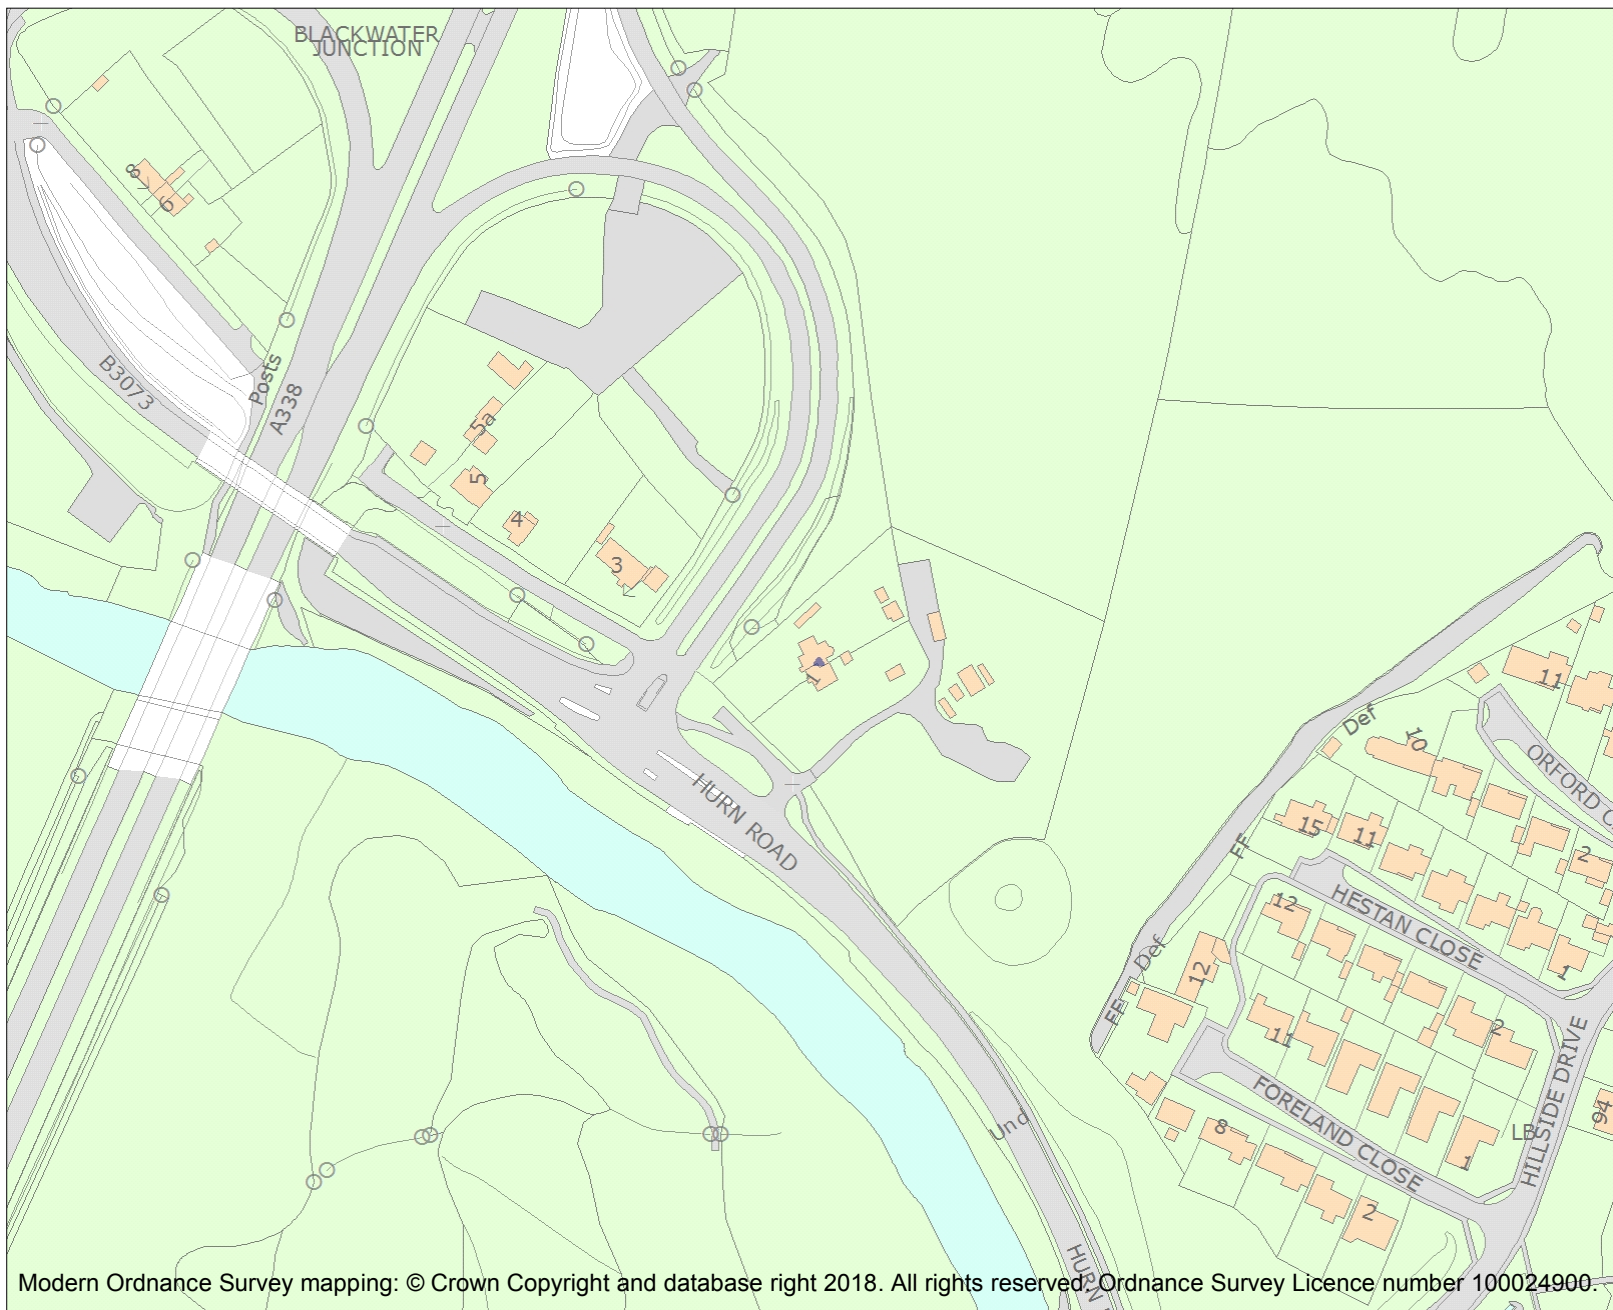 BLACKWATER
JUNCTION
8
6
B3073
Posts
A338
5a
5
4
3
1
HURN ROAD
Def
11
10
ORFORD C
FF
15
11
2
12
HESTAN CLOSE
1
Def
12
FF
11
2
FORELAND CLOSE
HILLSIDE DRIVE
94
LB
Und
8
1
2
HURN
Modern Ordnance Survey mapping: © Crown Copyright and database right 2018. All rights reserved. Ordnance Survey Licence number 100024900.